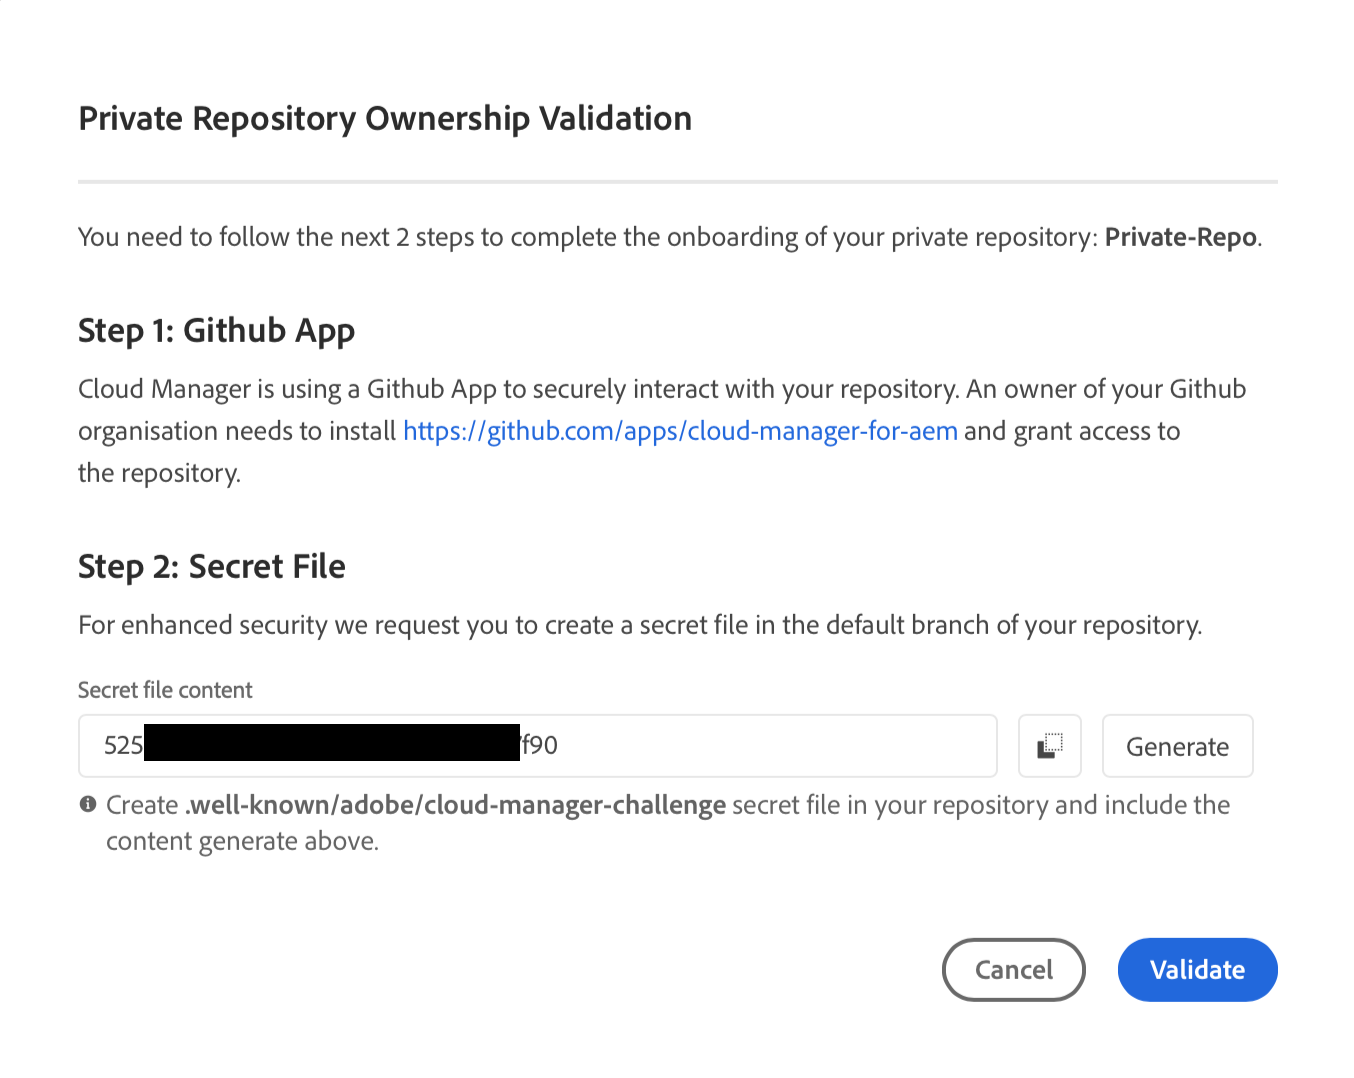 Private Repository Ownership Validation
You need to follow the next 2 steps to complete the onboarding of your private repository: Private-Repo.
Step 1: Github App
Cloud Manager is using a Github App to securely interact with your repository. An owner of your Github
organisation needs to install https://github.com/apps/cloud-manager-for-aem and grant access to
the repository.
Step 2: Secret File
For enhanced security we request you to create a secret file in the default branch of your repository.
Secret file content
525 f90
Generate
Create .well-known/adobe/cloud-manager-challenge secret file in your repository and include the
content generate above.
Cancel
Validate